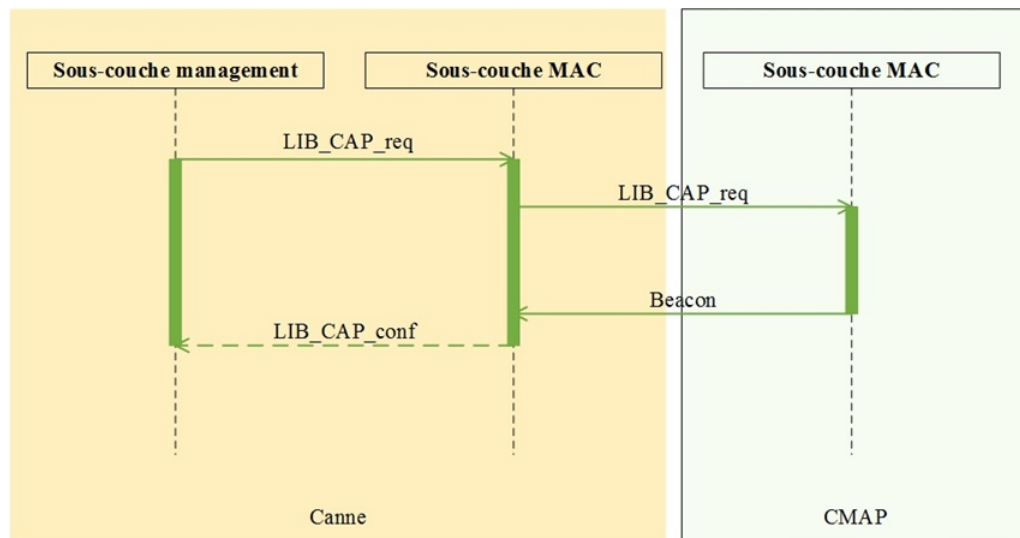 Sous-couche management
Sous-couche MAC
Sous-couche MAC
LIB_CAP_req
LIB_CAP_req
Beacon
LIB_CAP_conf
Canne
CMAP